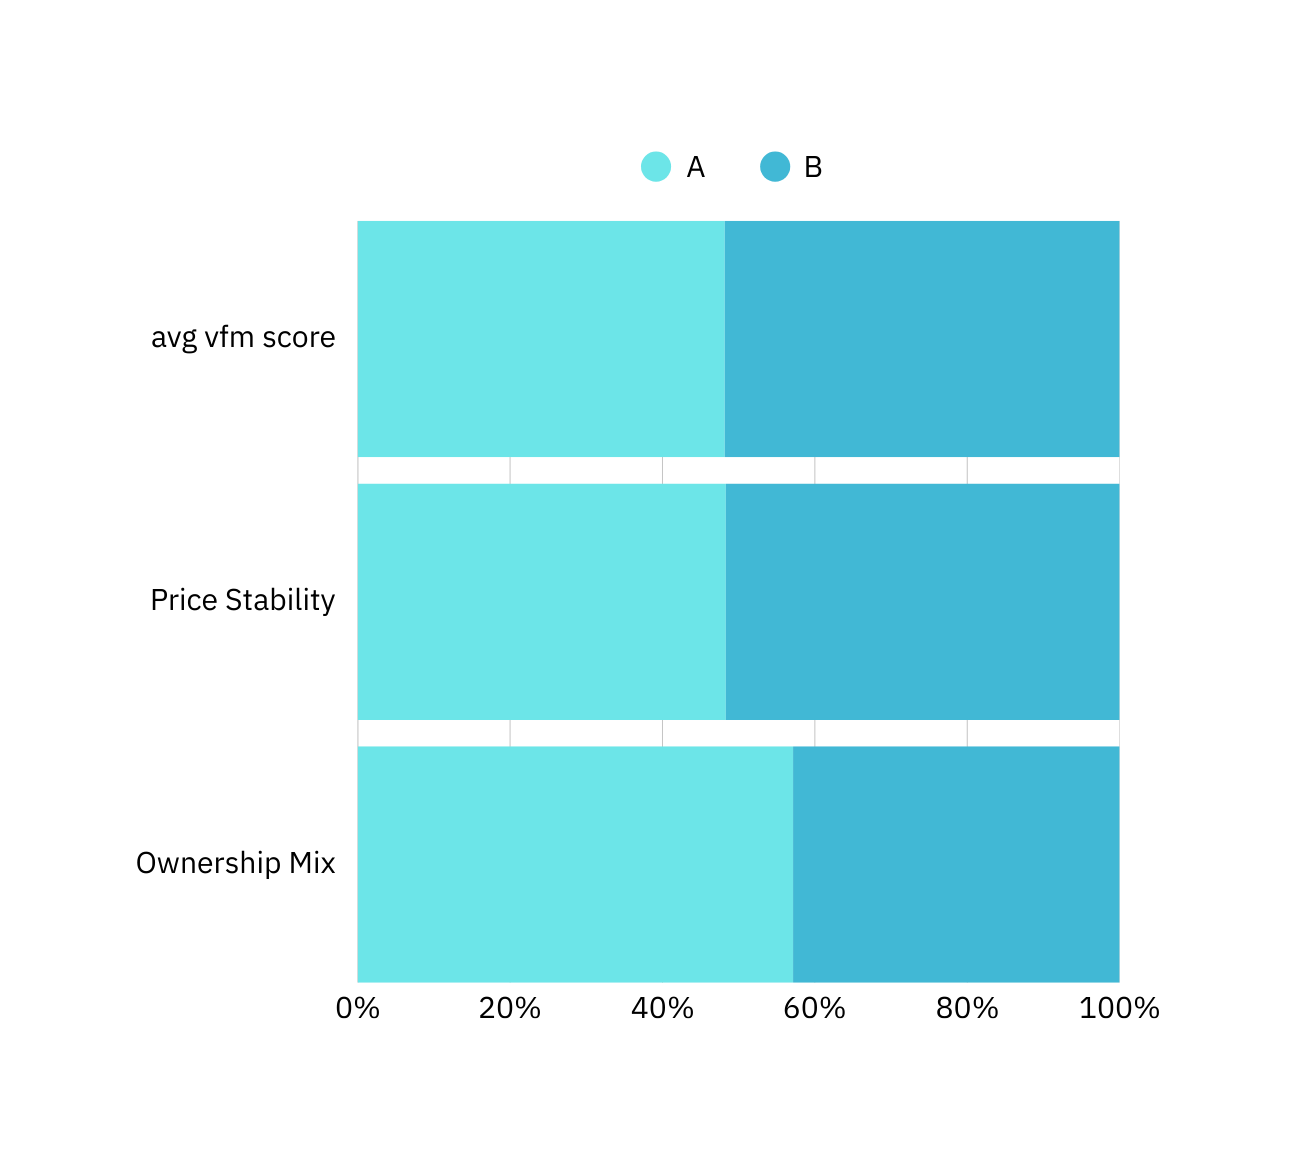 A B
avg vfm score
Price Stability
Ownership Mix
0% 20% 40% 60% 80% 100%